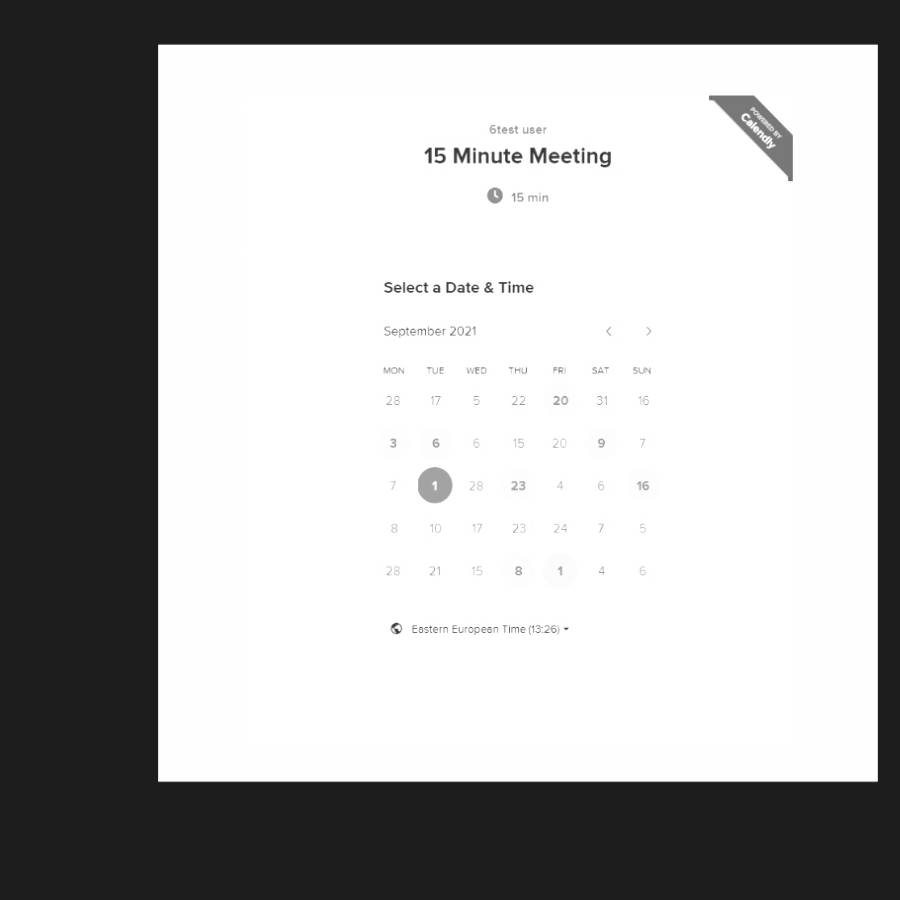 POWERED BY
Calendly
6test user
15 Minute Meeting
15 min
Select a Date & Time
September 2021
MON TUE WED THU FRI SAT SUN
28 17 5 22 20 31 16
3 6 6 15 20 9 7
7 1 28 23 4 6 16
8 10 17 23 24 7 5
28 21 15 8 1 4 6
Eastern European Time (13:26)